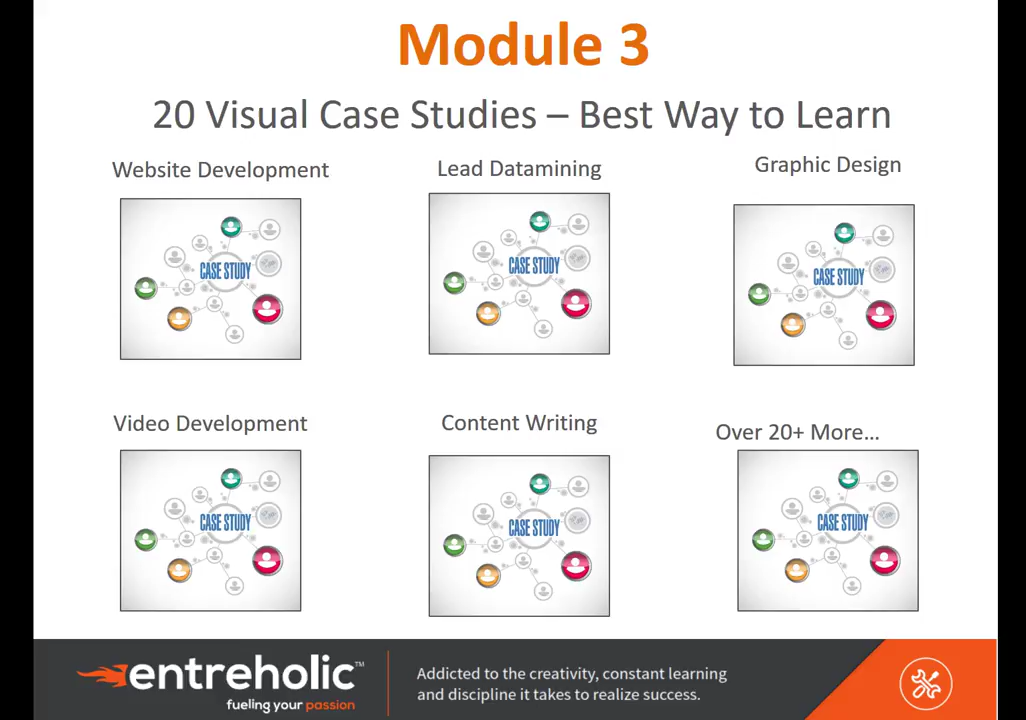 Module 3
20 Visual Case Studies – Best Way to Learn
Website Development
Lead Datamining
Graphic Design
CASE STUDY
CASE STUDY
CASE STUDY
Video Development
Content Writing
Over 20+ More...
CASE STUDY
CASE STUDY
CASE STUDY
entreholic™
fueling your passion
Addicted to the creativity, constant learning
and discipline it takes to realize success.